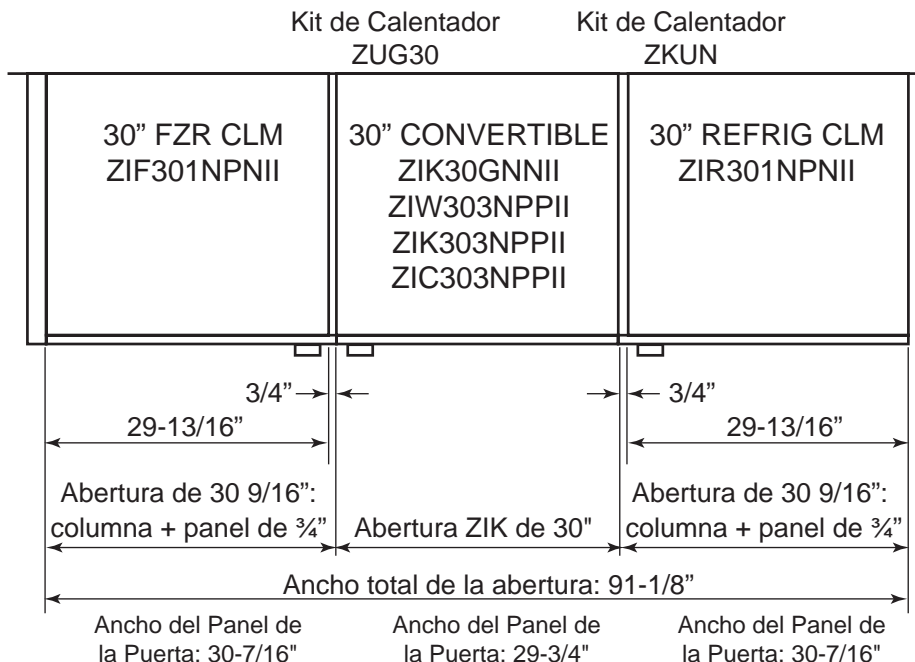 Kit de Calentador
ZUG30
Kit de Calentador
ZKUN
30” FZR CLM
ZIF301NPNII
30” CONVERTIBLE
ZIK30GNNII
ZIW303NPPII
ZIK303NPPII
ZIC303NPPII
30” REFRIG CLM
ZIR301NPNII
3/4”
3/4”
29-13/16”
29-13/16”
Abertura de 30 9/16”:
columna + panel de ¾”
Abertura ZIK de 30"
Abertura de 30 9/16”:
columna + panel de ¾”
Ancho total de la abertura: 91-1/8”
Ancho del Panel de
la Puerta: 30-7/16"
Ancho del Panel de
la Puerta: 29-3/4"
Ancho del Panel de
la Puerta: 30-7/16"